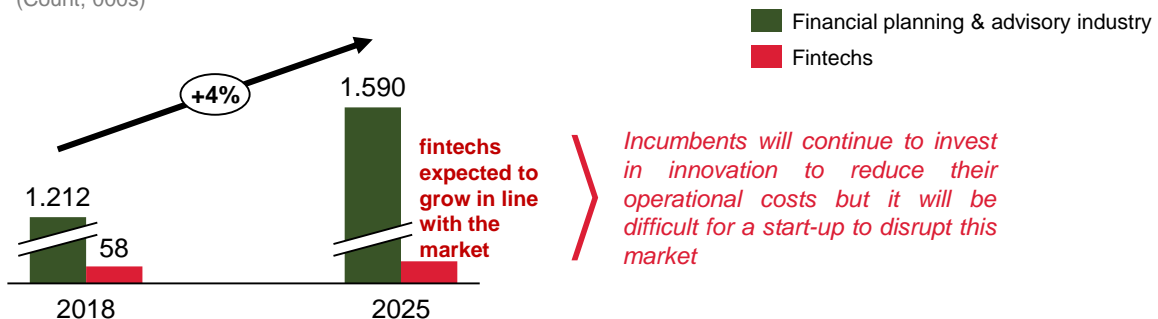 (Count, 000s)
Financial planning & advisory industry
Fintechs
+4%
1.590
1.212
58
fintechs
expected to
grow in line
with the
market
Incumbents will continue to invest
in innovation to reduce their
operational costs but it will be
difficult for a start-up to disrupt this
market
2018
2025